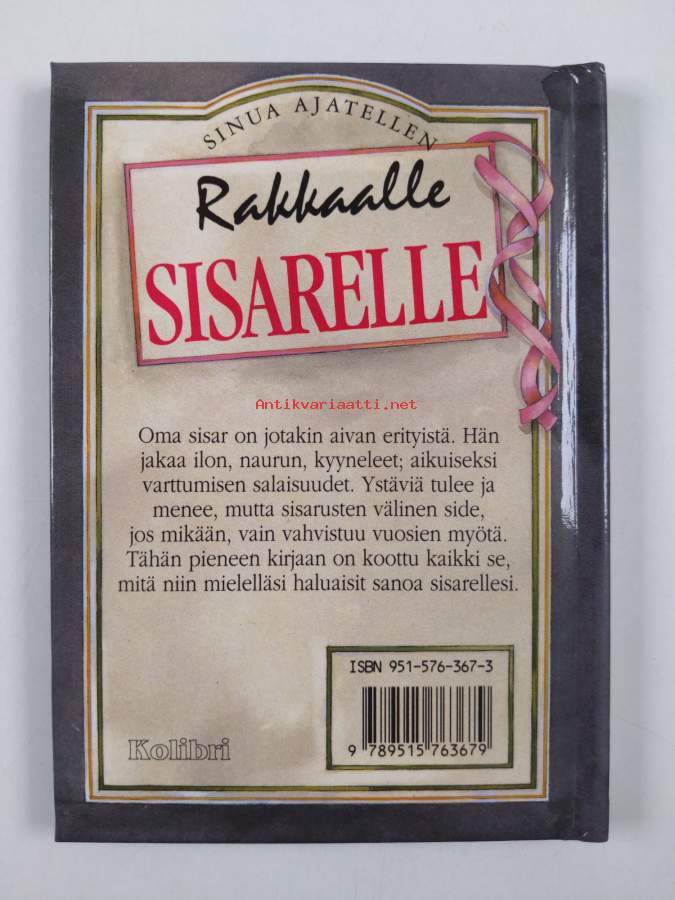 SINUA AJATELLEN
Rakkaalle
SISARELLE
Antikvariaatti.net
Oma sisar on jotakin aivan erityistä. Hän
jakaa ilon, naurun, kyyneleet; aikuiseksi
varttumisen salaisuudet. Ystäviä tulee ja
menee, mutta sisarusten välinen side,
jos mikään, vain vahvistuu vuosien myötä.
Tähän pieneen kirjaan on koottu kaikki se,
mitä niin mielelläsi haluaisit sanoa sisarellesi.
ISBN 951-576-367-3
9 789515 763679
Kolibri